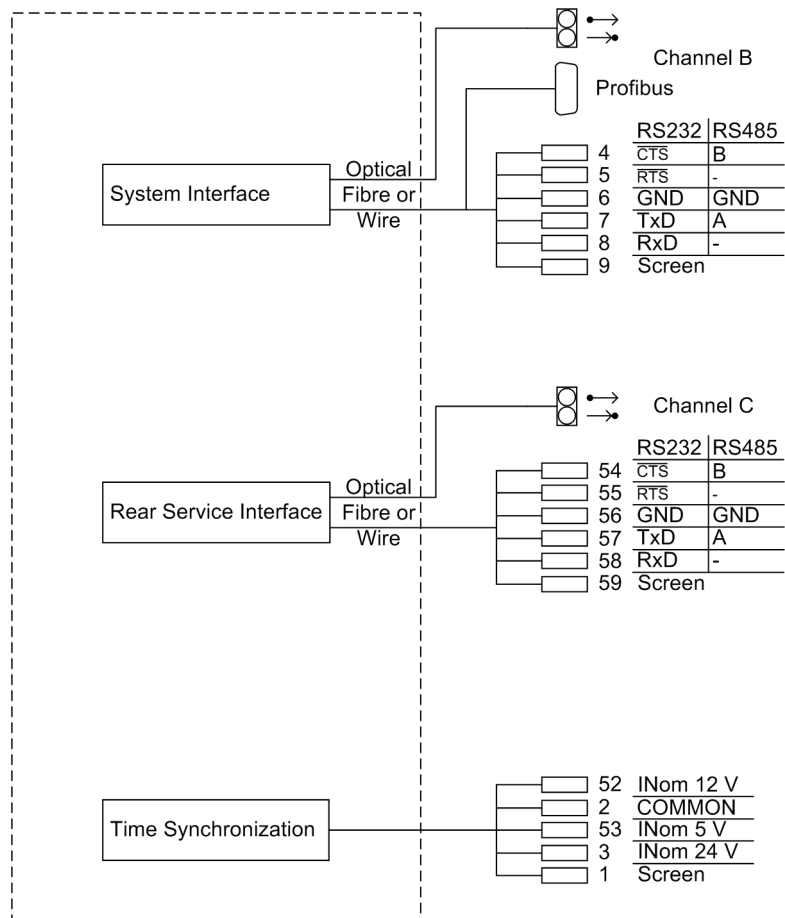 Channel B
Profibus
RS232 RS485
4 CTS B
5 RTS -
6 GND GND
7 TxD A
8 RxD -
9 Screen
System Interface
Optical
Fibre or
Wire
Channel C
RS232 RS485
54 CTS B
55 RTS -
56 GND GND
57 TxD A
58 RxD -
59 Screen
Rear Service Interface
Optical
Fibre or
Wire
52 INom 12 V
2 COMMON
53 INom 5 V
3 INom 24 V
1 Screen
Time Synchronization